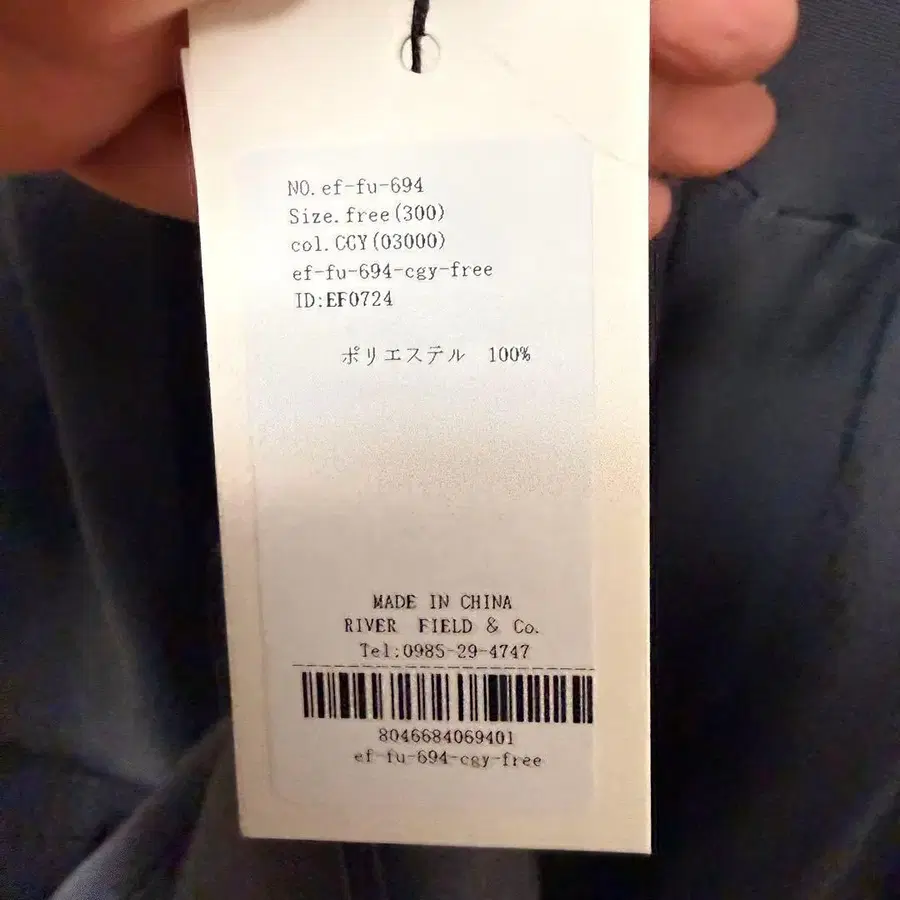 NO. ef-fu-694
Size. free(300)
col. CGY(03000)
ef-fu-694-cgy-free
ID:EF0724
ポリエステル 100%
MADE IN CHINA
RIVER FIELD & Co.
Tel:0985-29-4747
8046684069401
ef-fu-694-cgy-free